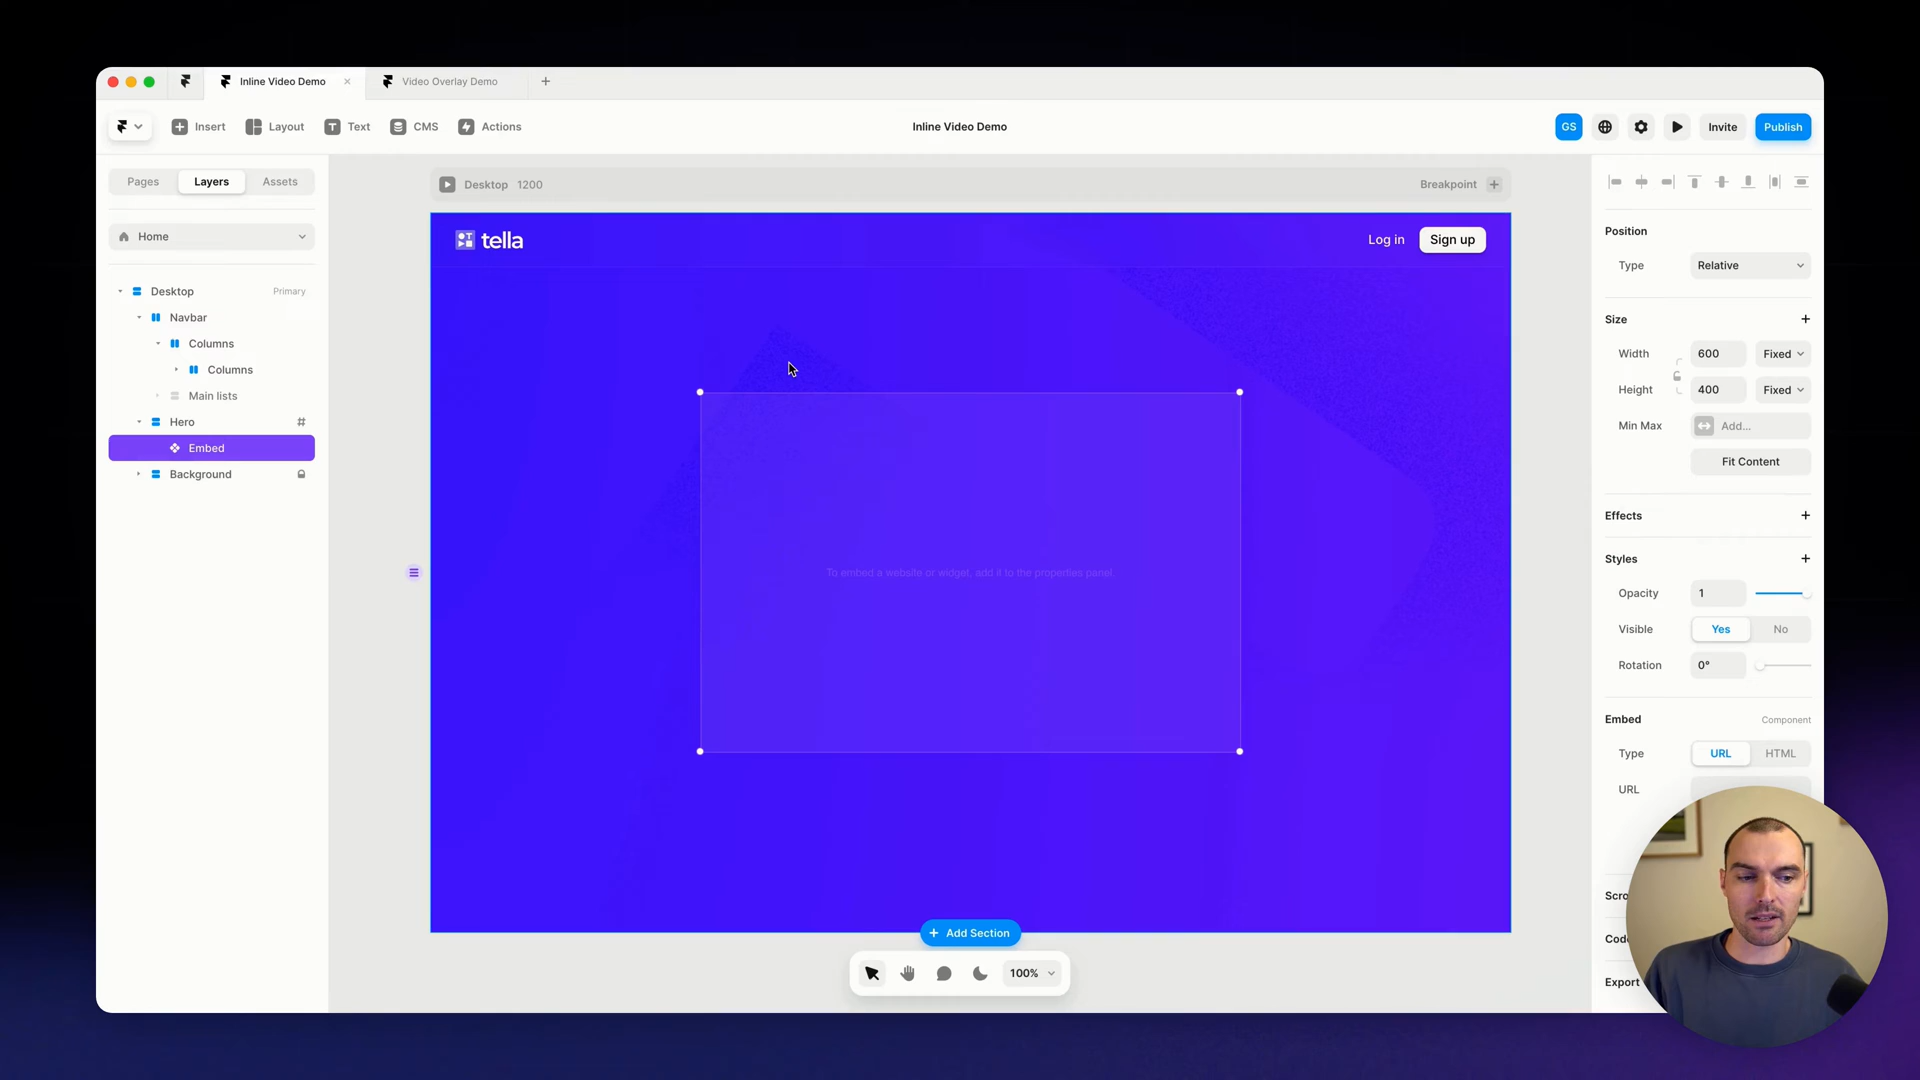 Inline Video Demo
Video Overlay Demo
Insert
Layout
Text
CMS
Actions
Inline Video Demo
GS
Invite
Publish
Pages
Layers
Assets
Desktop 1200
Breakpoint
Home
tella
Log in
Sign up
Position
Type
Relative
Desktop
Primary
Navbar
Columns
Columns
Main lists
Hero
Embed
Background
Size
Width
600
Fixed
Height
400
Fixed
Min Max
Add...
Fit Content
Effects
Styles
To embed a website or widget, add it to the properties panel
Opacity
1
Visible
Yes
No
Rotation
0°
Embed
Component
Type
URL
HTML
URL
Export
Add Section
100%